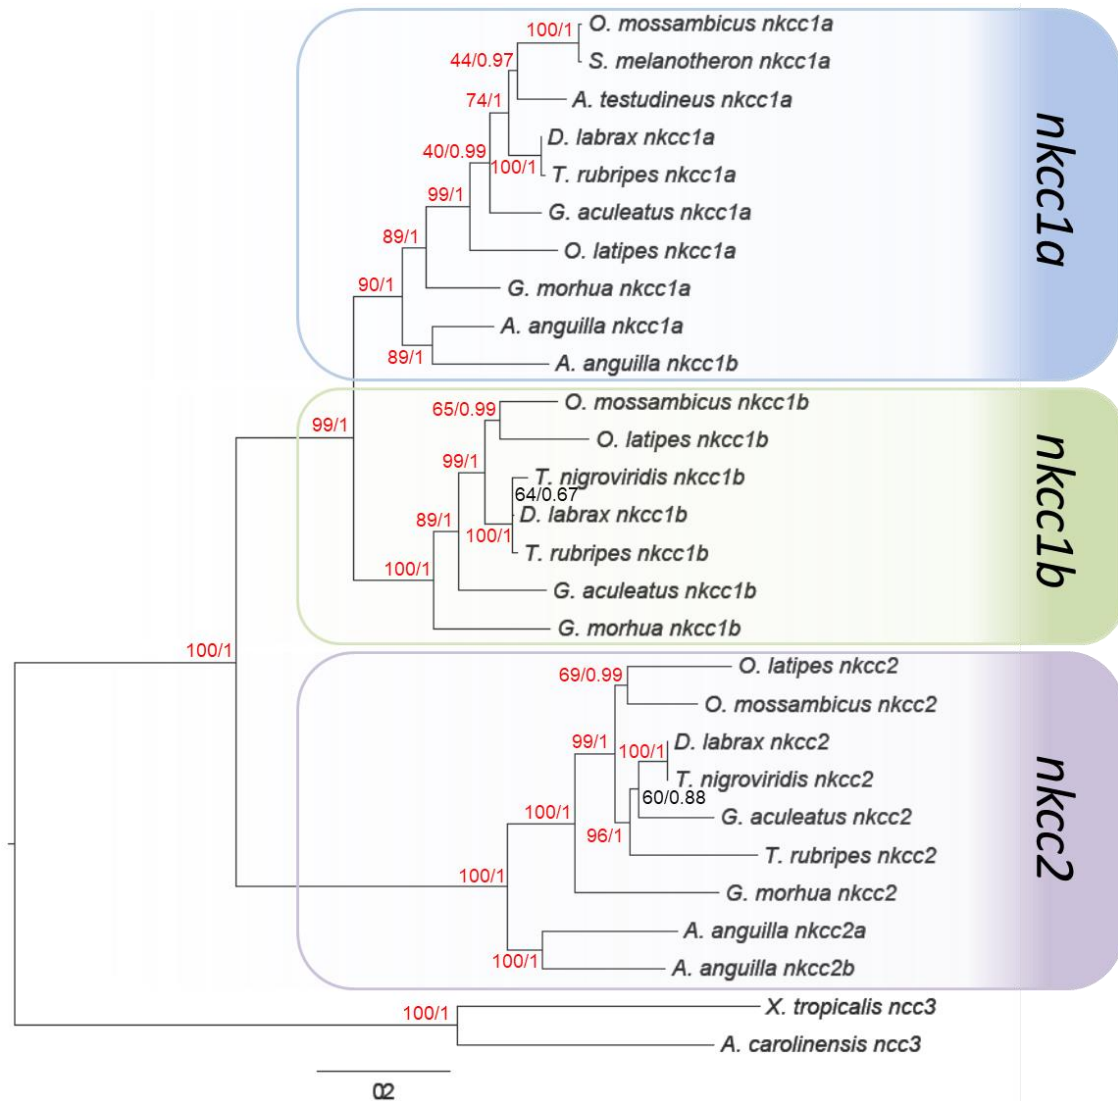 100/1
O. mossambicus nkcc1a
44/0.97
S. melanotheron nkcc1a
74/1
A. testudineus nkcc1a
40/0.99
D. labrax nkcc1a
100/1
T. rubripes nkcc1a
99/1
G. aculeatus nkcc1a
89/1
O. latipes nkcc1a
90/1
G. morhua nkcc1a
A. anguilla nkcc1a
89/1
A. anguilla nkcc1b
nkcc1a
65/0.99
O. mossambicus nkcc1b
99/1
O. latipes nkcc1b
99/1
T. nigroviridis nkcc1b
64/0.67
D. labrax nkcc1b
89/1
100/1
T. rubripes nkcc1b
100/1
G. aculeatus nkcc1b
G. morhua nkcc1b
nkcc1b
100/1
69/0.99
O. latipes nkcc2
O. mossambicus nkcc2
99/1
100/1
D. labrax nkcc2
T. nigroviridis nkcc2
60/0.88
100/1
96/1
G. aculeatus nkcc2
T. rubripes nkcc2
100/1
G. morhua nkcc2
A. anguilla nkcc2a
100/1
A. anguilla nkcc2b
nkcc2
100/1
X. tropicalis ncc3
A. carolinensis ncc3
02